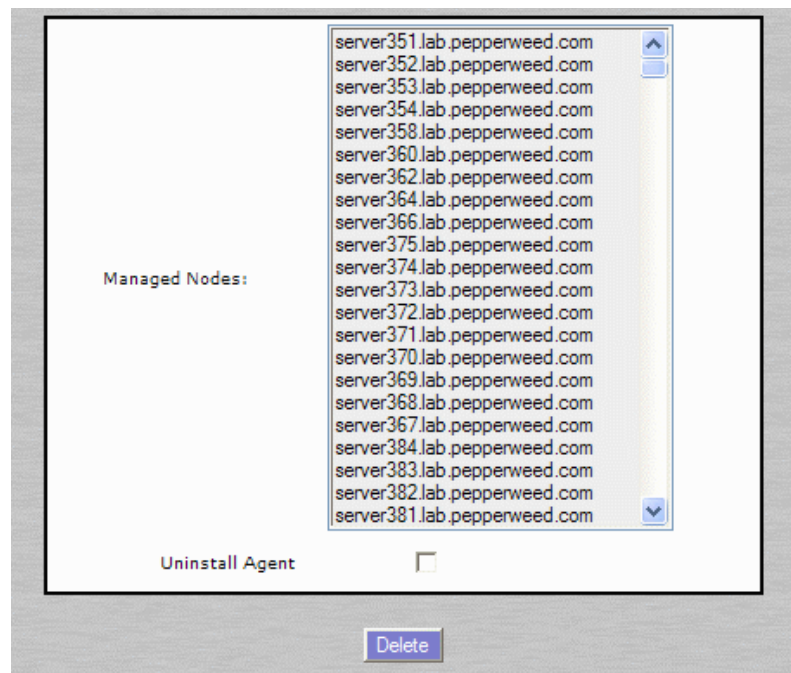 server351.lab.pepperweed.com
server352.lab.pepperweed.com
server353.lab.pepperweed.com
server354.lab.pepperweed.com
server358.lab.pepperweed.com
server360.lab.pepperweed.com
server362.lab.pepperweed.com
server364.lab.pepperweed.com
server366.lab.pepperweed.com
server375.lab.pepperweed.com
server374.lab.pepperweed.com
Managed Nodes:
server373.lab.pepperweed.com
server372.lab.pepperweed.com
server371.lab.pepperweed.com
server370.lab.pepperweed.com
server369.lab.pepperweed.com
server368.lab.pepperweed.com
server367.lab.pepperweed.com
server384.lab.pepperweed.com
server383.lab.pepperweed.com
server382.lab.pepperweed.com
server381.lab.pepperweed.com
Uninstall Agent
Delete